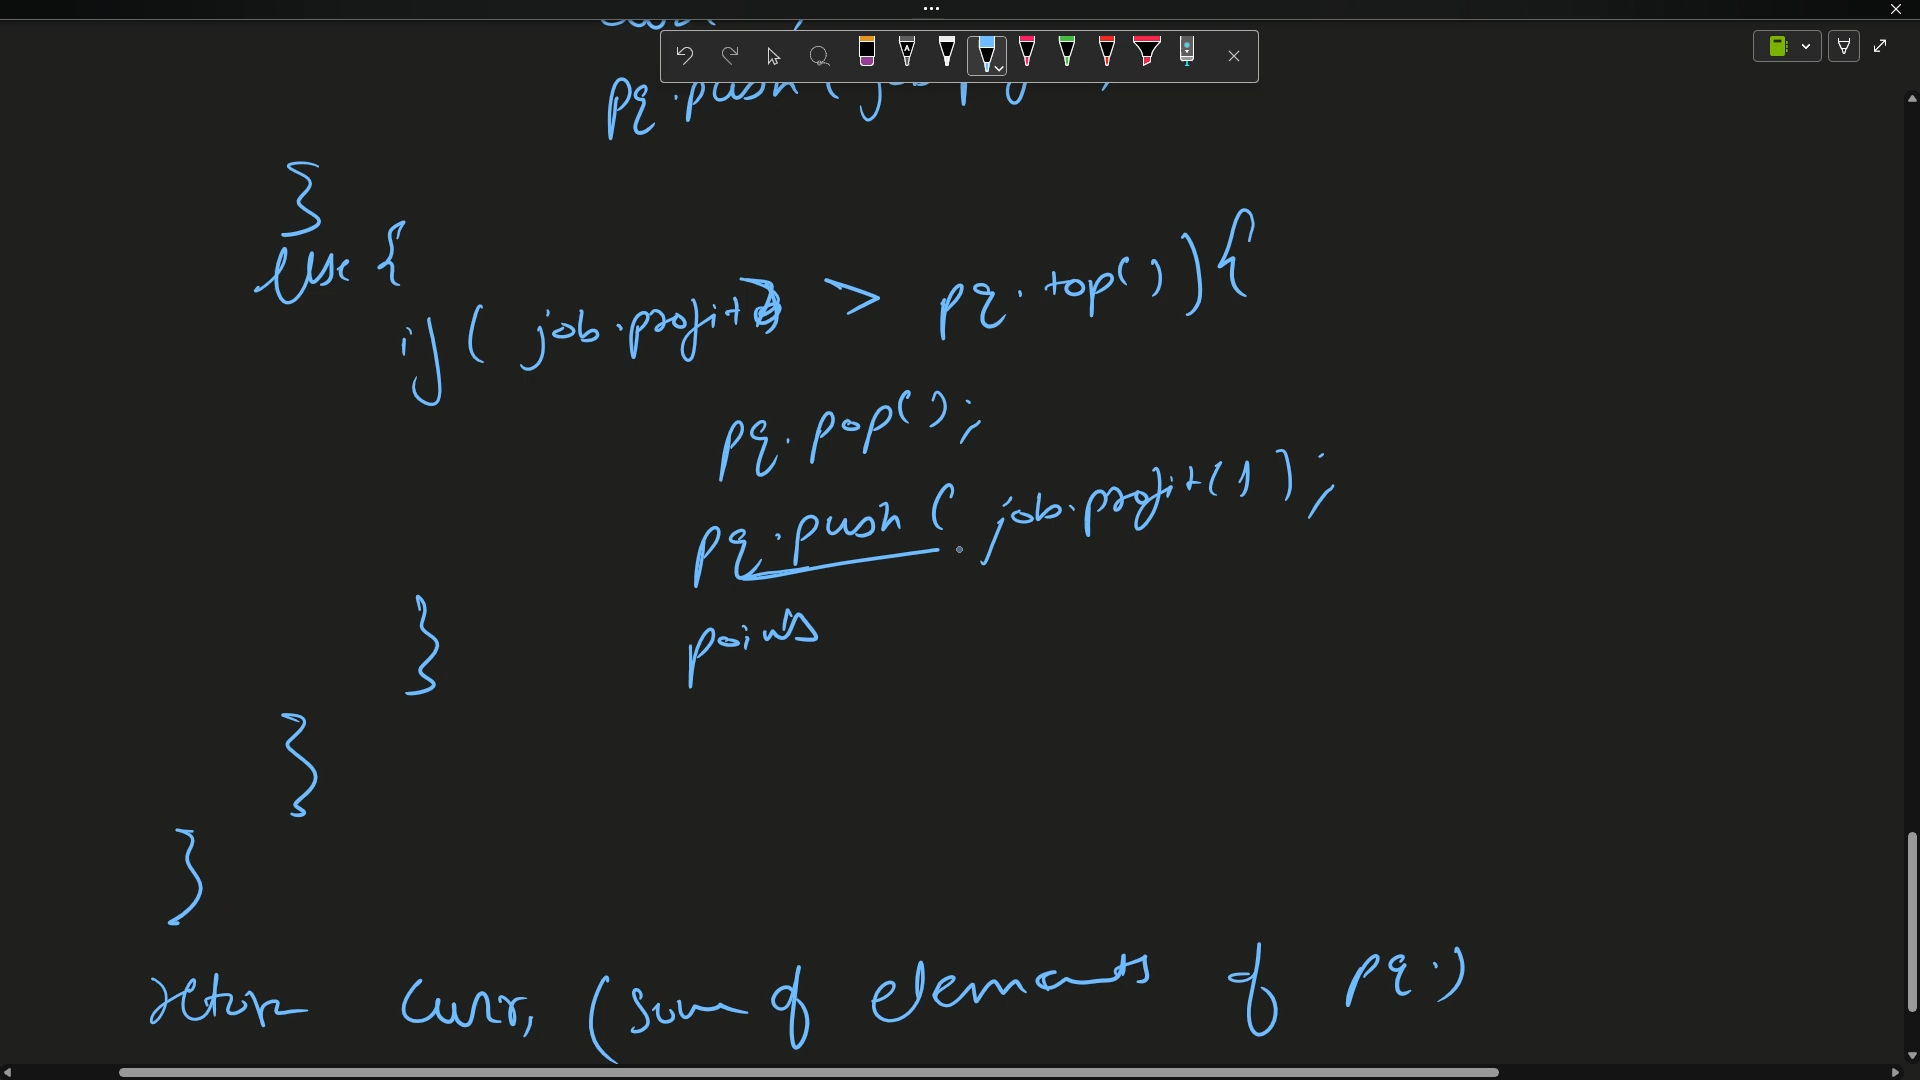 pq.push(
}
else {
if( job.profit > pq.top()){
pq.pop();
pq.push( job.profit(1);
points
}
}
}
return curr, (sum of elements of pq.)